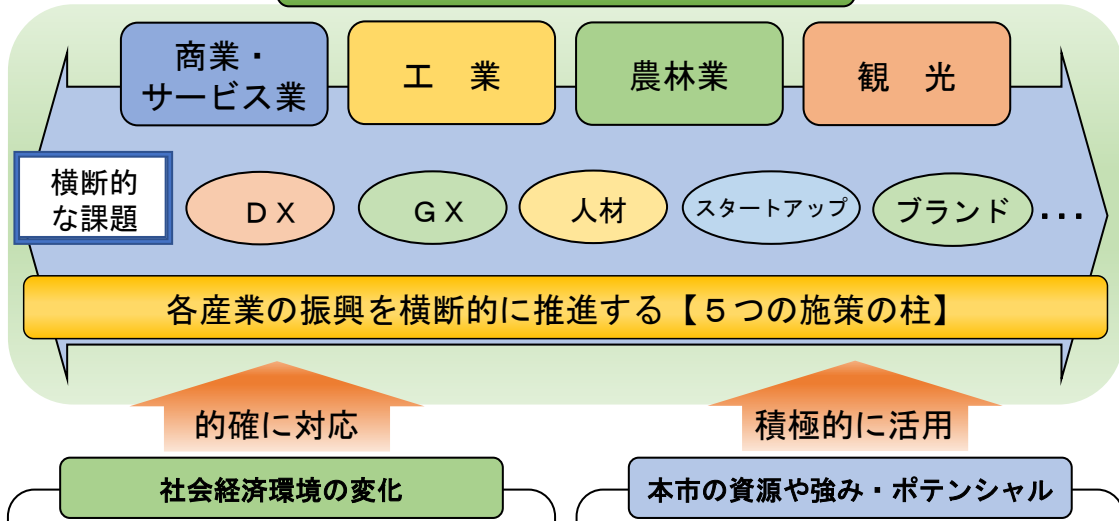 商業・
サービス業
工 業
農林業
観 光
横断的
な課題
ＤＸ
ＧＸ
人材
スタートアップ
ブランド
･･･
各産業の振興を横断的に推進する【５つの施策の柱】
的確に対応
積極的に活用
社会経済環境の変化
本市の資源や強み・ポテンシャル